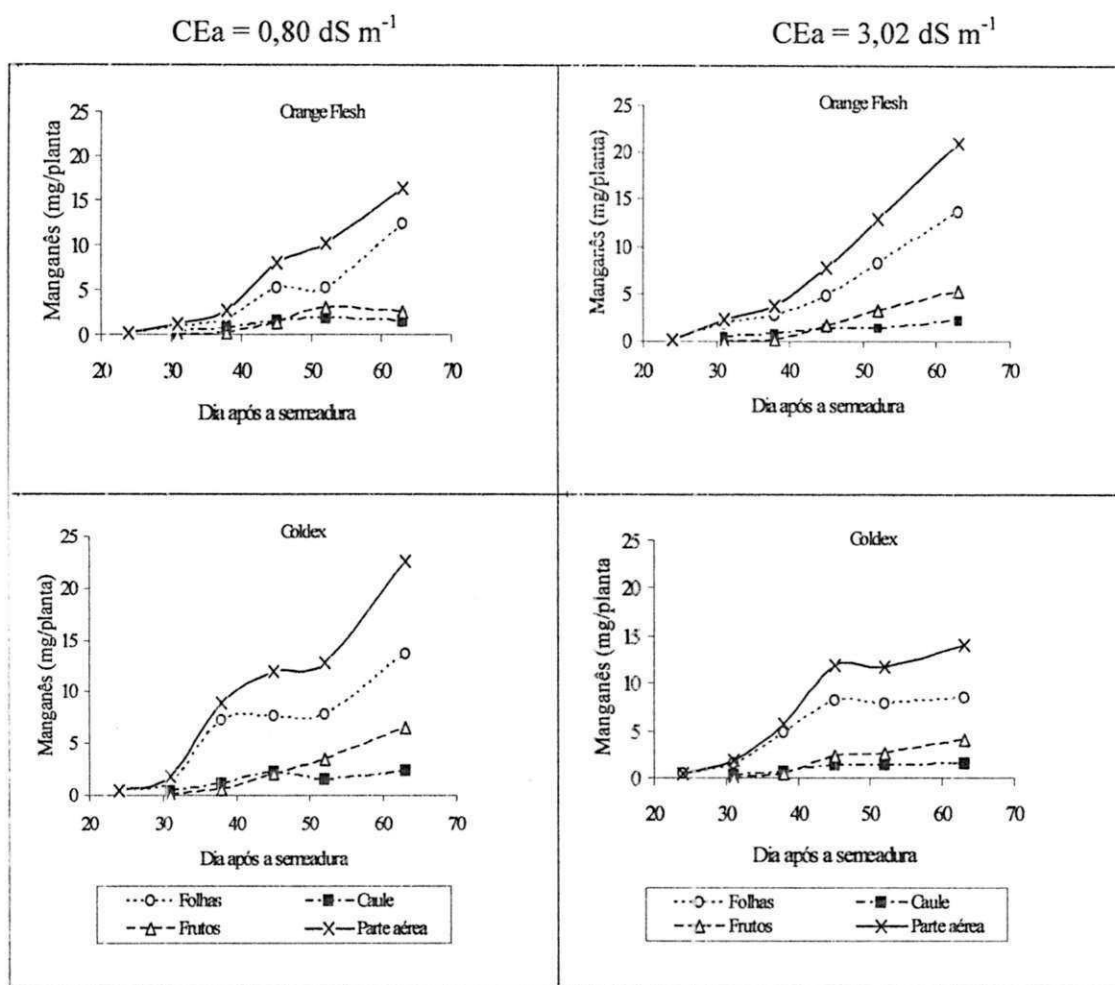 CEa = 0,80 dS m⁻¹
CEa = 3,02 dS m⁻¹
Orange Flesh
Manganês (mg/planta
25
20
15
10
5
0
20 30 40 50 60 70
Dia após a semeadura
Orange Flesh
Manganês (mg/planta)
25
20
15
10
5
0
20 30 40 50 60 70
Dia após a semeadura
Goldex
Manganês (mg/planta)
25
20
15
10
5
0
20 30 40 50 60 70
Dia após a semeadura
Folhas Caule
Frutos Parte aérea
Goldex
Manganês (mg/planta
25
20
15
10
5
0
20 30 40 50 60 70
Dia após a semeadura
Folhas Caule
Frutos Parte aérea